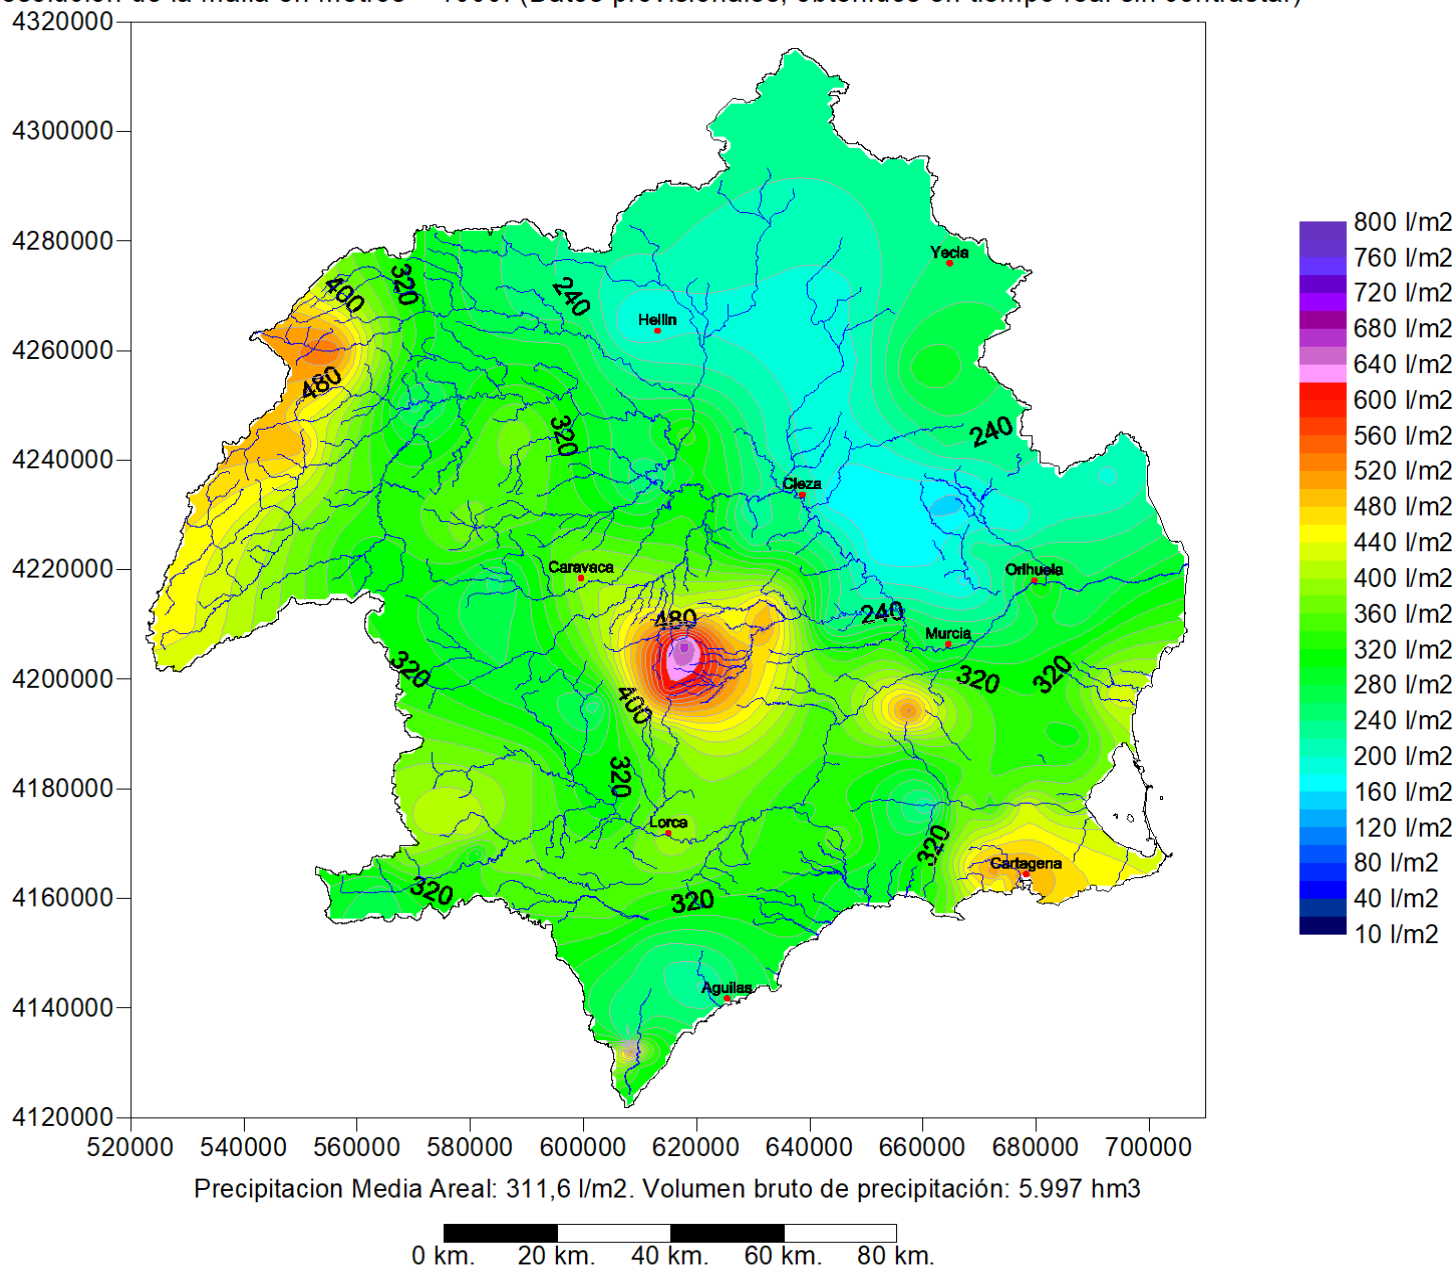 4320000
4300000
4280000
4260000
4240000
4220000
4200000
4180000
4160000
4140000
4120000
520000 540000 560000 580000 600000 620000 640000 660000 680000 700000
Yecla
320
400
240
Hellin
480
320
240
Cieza
Caravaca
Orihuela
480
240
Murcia
320
400
320
320
320
Lorca
320
Cartagena
320
320
Aguilas
800 l/m2
760 l/m2
720 l/m2
680 l/m2
640 l/m2
600 l/m2
560 l/m2
520 l/m2
480 l/m2
440 l/m2
400 l/m2
360 l/m2
320 l/m2
280 l/m2
240 l/m2
200 l/m2
160 l/m2
120 l/m2
80 l/m2
40 l/m2
10 l/m2
Precipitacion Media Areal: 311,6 l/m2. Volumen bruto de precipitación: 5.997 hm3
0 km. 20 km. 40 km. 60 km. 80 km.